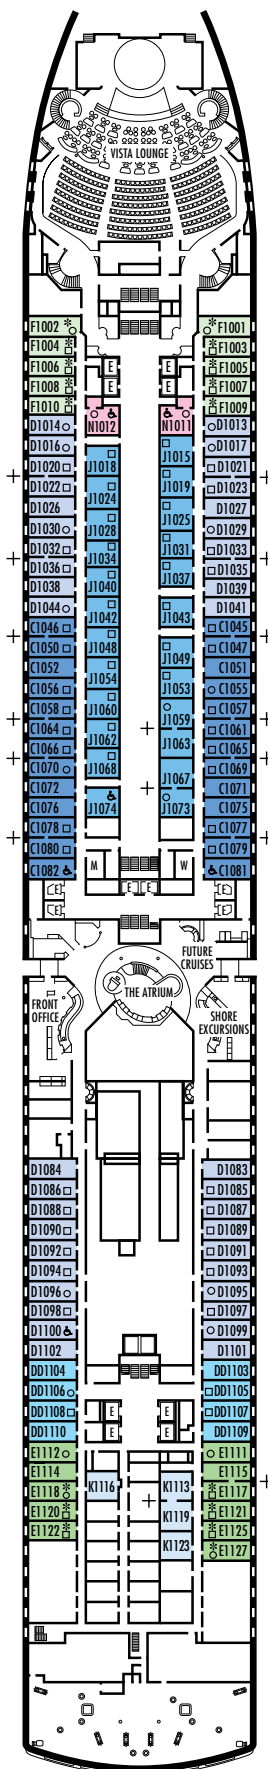 VISTA LOUNGE
E E
E E
F1002 F1001
F1004 F1003
F1006 F1005
F1008 F1007
F1010 F1009
N1012 N1011
D1014 D1013
D1016 D1017
D1020 D1021
D1022 D1023
D1026 D1027
D1030 D1029
D1032 D1033
D1036 D1035
D1038 D1039
D1044 D1041
J1018 J1015
J1024 J1019
J1028 J1025
J1034 J1031
J1040 J1037
J1042 J1043
J1048 J1049
J1054 J1053
J1060 J1059
J1062 J1063
J1068 J1067
J1074 J1073
C1046 C1045
C1050 C1047
C1052 C1051
C1056 C1055
C1058 C1057
C1064 C1061
C1066 C1065
C1070 C1069
C1072 C1071
C1076 C1075
C1078 C1077
C1080 C1079
C1082 C1081
M W
E E E E
E E
FUTURE
CRUISES
THE ATRIUM
FRONT
OFFICE
SHORE
EXCURSIONS
D1084 D1083
D1086 D1085
D1088 D1087
D1090 D1089
D1092 D1091
D1094 D1093
D1096 D1095
D1098 D1097
D1100 D1099
D1102 D1101
DD1104 DD1103
DD1106 DD1105
DD1108 DD1107
DD1110 DD1109
E E
E E
E1112 E1111
E1114 E1115
E1118 E1117
E1120 E1121
E1122 E1125
E1127
K1116 K1113
K1119
K1123